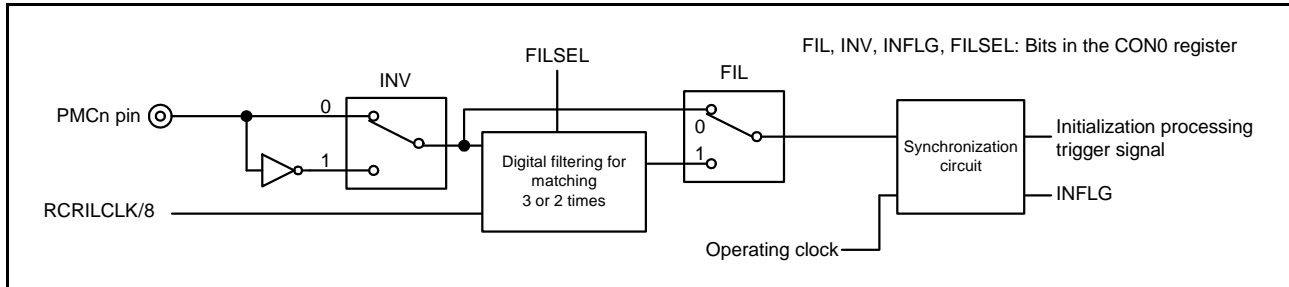 FIL, INV, INFLG, FILSEL: Bits in the CON0 register
FILSEL
INV
FIL
PMCn pin
0
1
0
1
Digital filtering for
matching
3 or 2 times
Synchronization
circuit
Initialization processing
trigger signal
INFLG
RCRILCLK/8
Operating clock